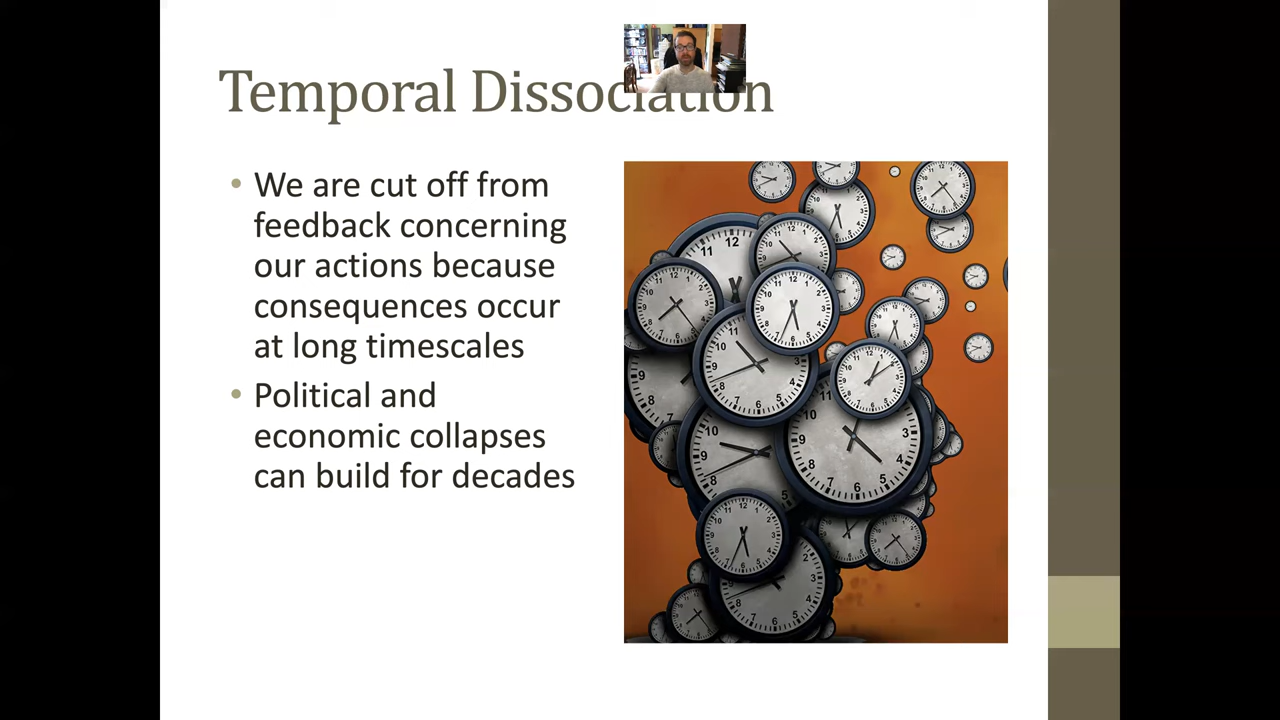 Temporal Dissociation
• We are cut off from
feedback concerning
our actions because
consequences occur
at long timescales
• Political and
economic collapses
can build for decades